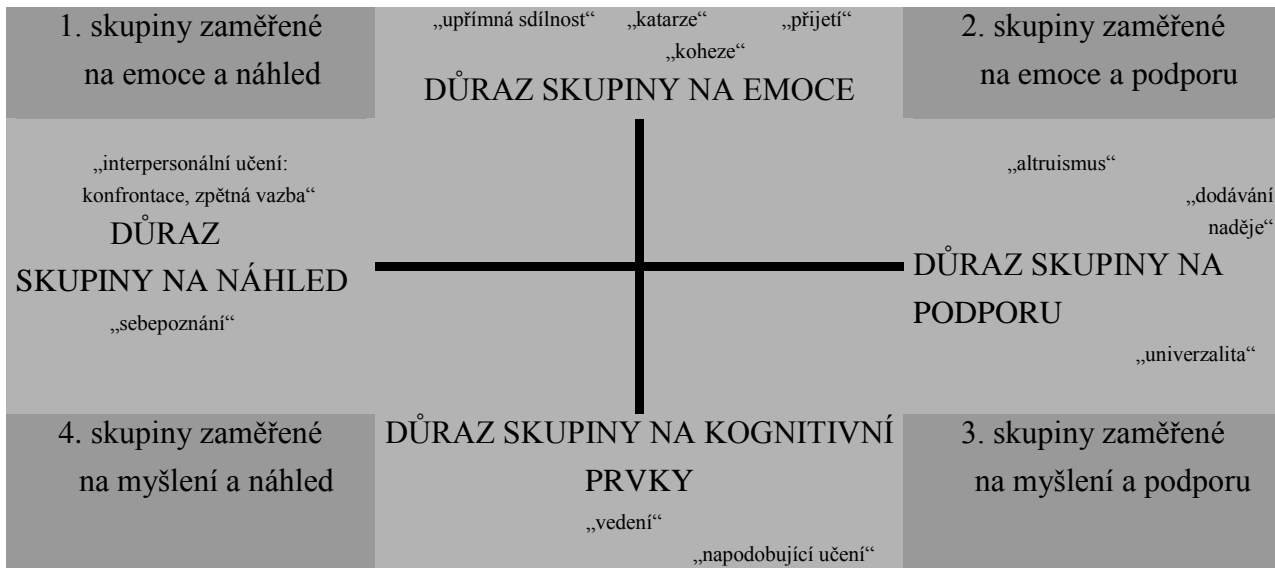 1. skupiny zaměřené
na emoce a náhled
„upřímná sdílnost“ „katarze“ „přijetí“
„koheze“
DŮRAZ SKUPINY NA EMOCE
2. skupiny zaměřené
na emoce a podporu
„interpersonální učení:
konfrontace, zpětná vazba“
DŮRAZ
SKUPINY NA NÁHLED
„sebepoznání“
„altruismus“
„dodávání
naděje“
DŮRAZ SKUPINY NA
PODPORU
„univerzalita“
4. skupiny zaměřené
na myšlení a náhled
DŮRAZ SKUPINY NA KOGNITIVNÍ
PRVKY
„vedení“
„napodobující učení“
3. skupiny zaměřené
na myšlení a podporu